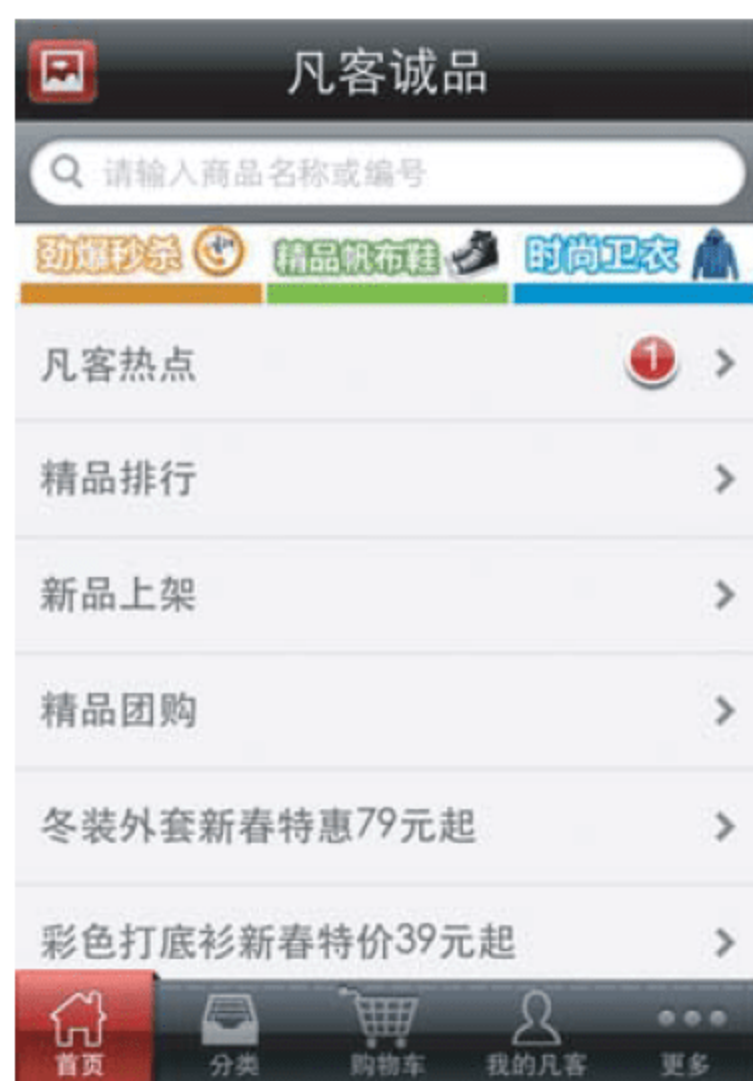 凡客诚品
请输入商品名称或编号
劲爆秒杀 精品帆布鞋 时尚卫衣
凡客热点 1
精品排行
新品上架
精品团购
冬装外套新春特惠79元起
彩色打底衫新春特价39元起
首页 分类 购物车 我的凡客 更多